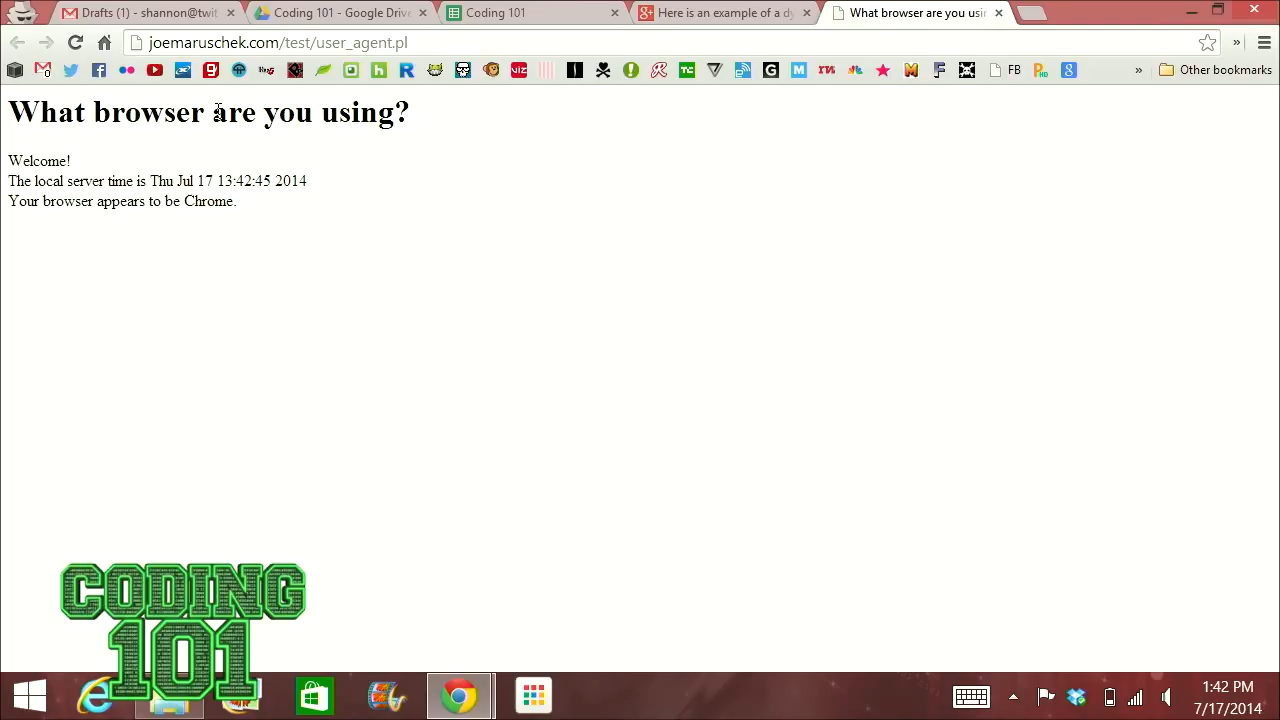 Drafts (1) - shannon@twit
Coding 101 - Google Drive
Coding 101
Here is an example of a dy
What browser are you usin
joemaruschek.com/test/user_agent.pl
FB
Other bookmarks
What browser are you using?
Welcome!
The local server time is Thu Jul 17 13:42:45 2014
Your browser appears to be Chrome.
CODING
101
1:42 PM
7/17/2014